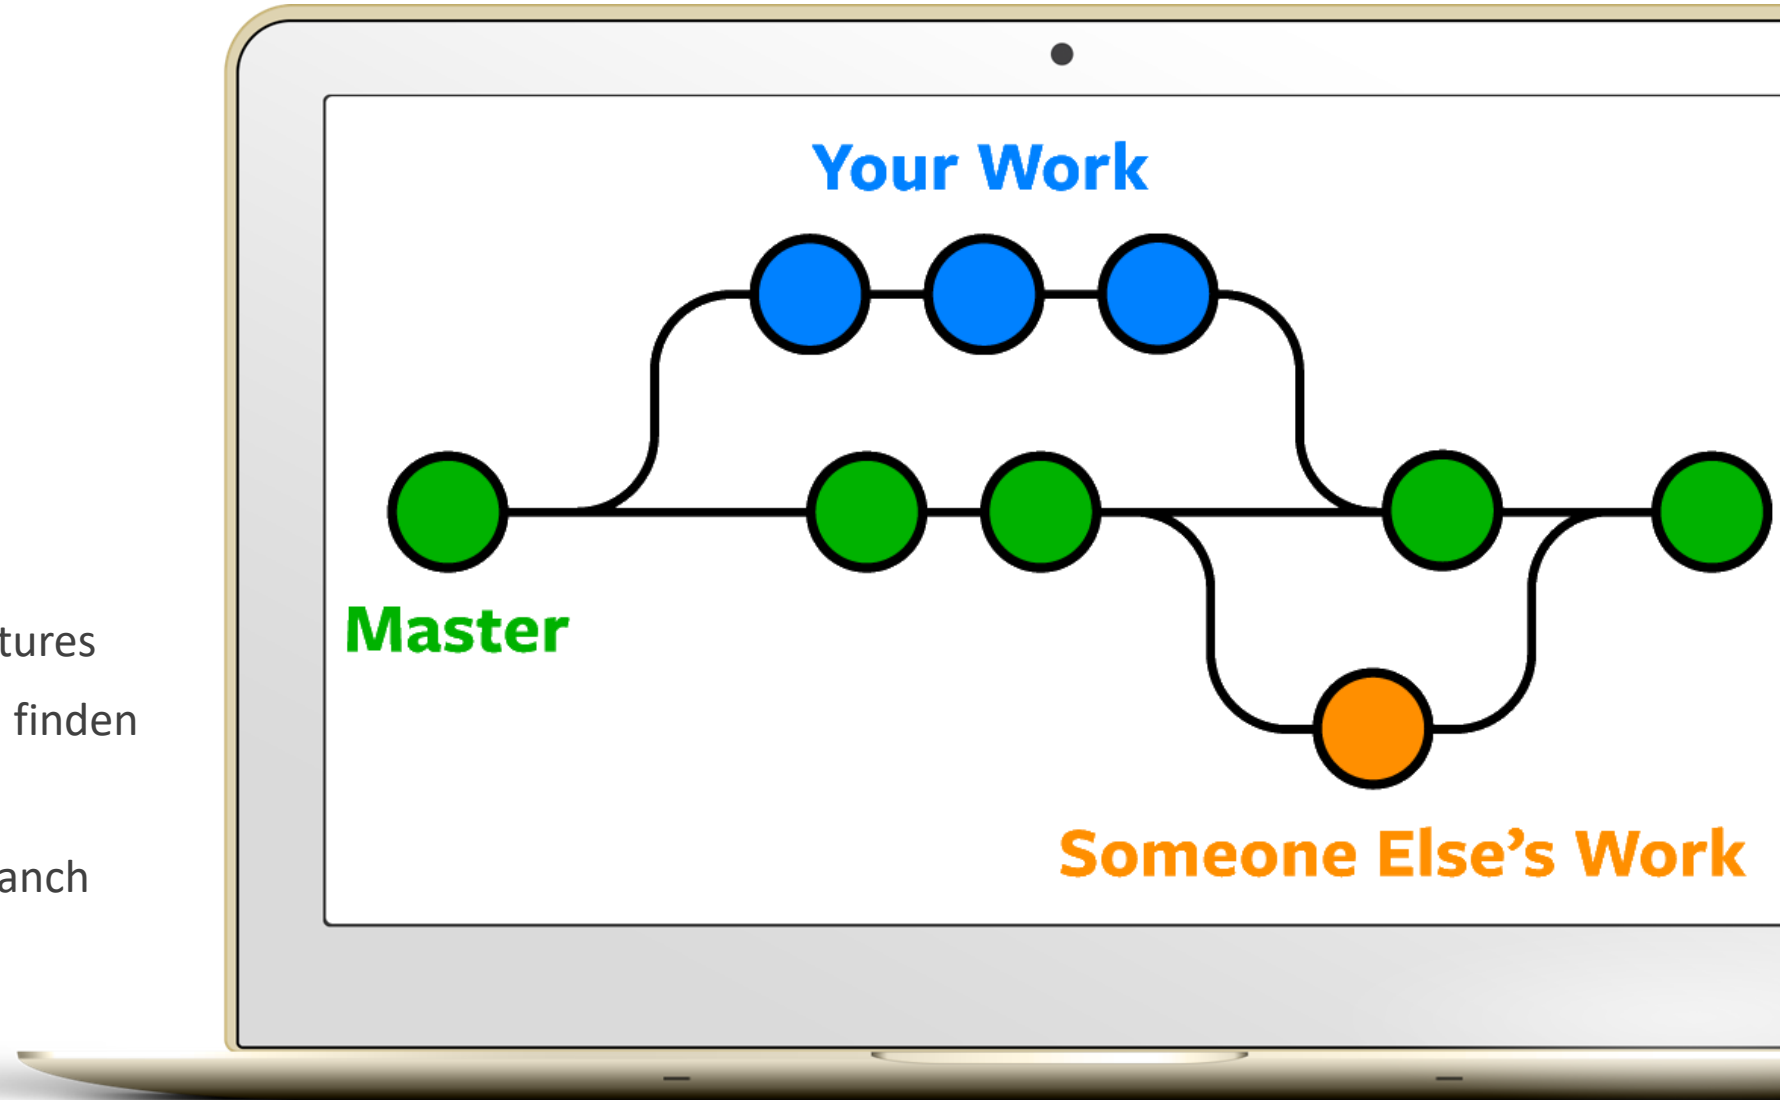 Your Work
Master
Someone Else’s Work
tures
finden
anch